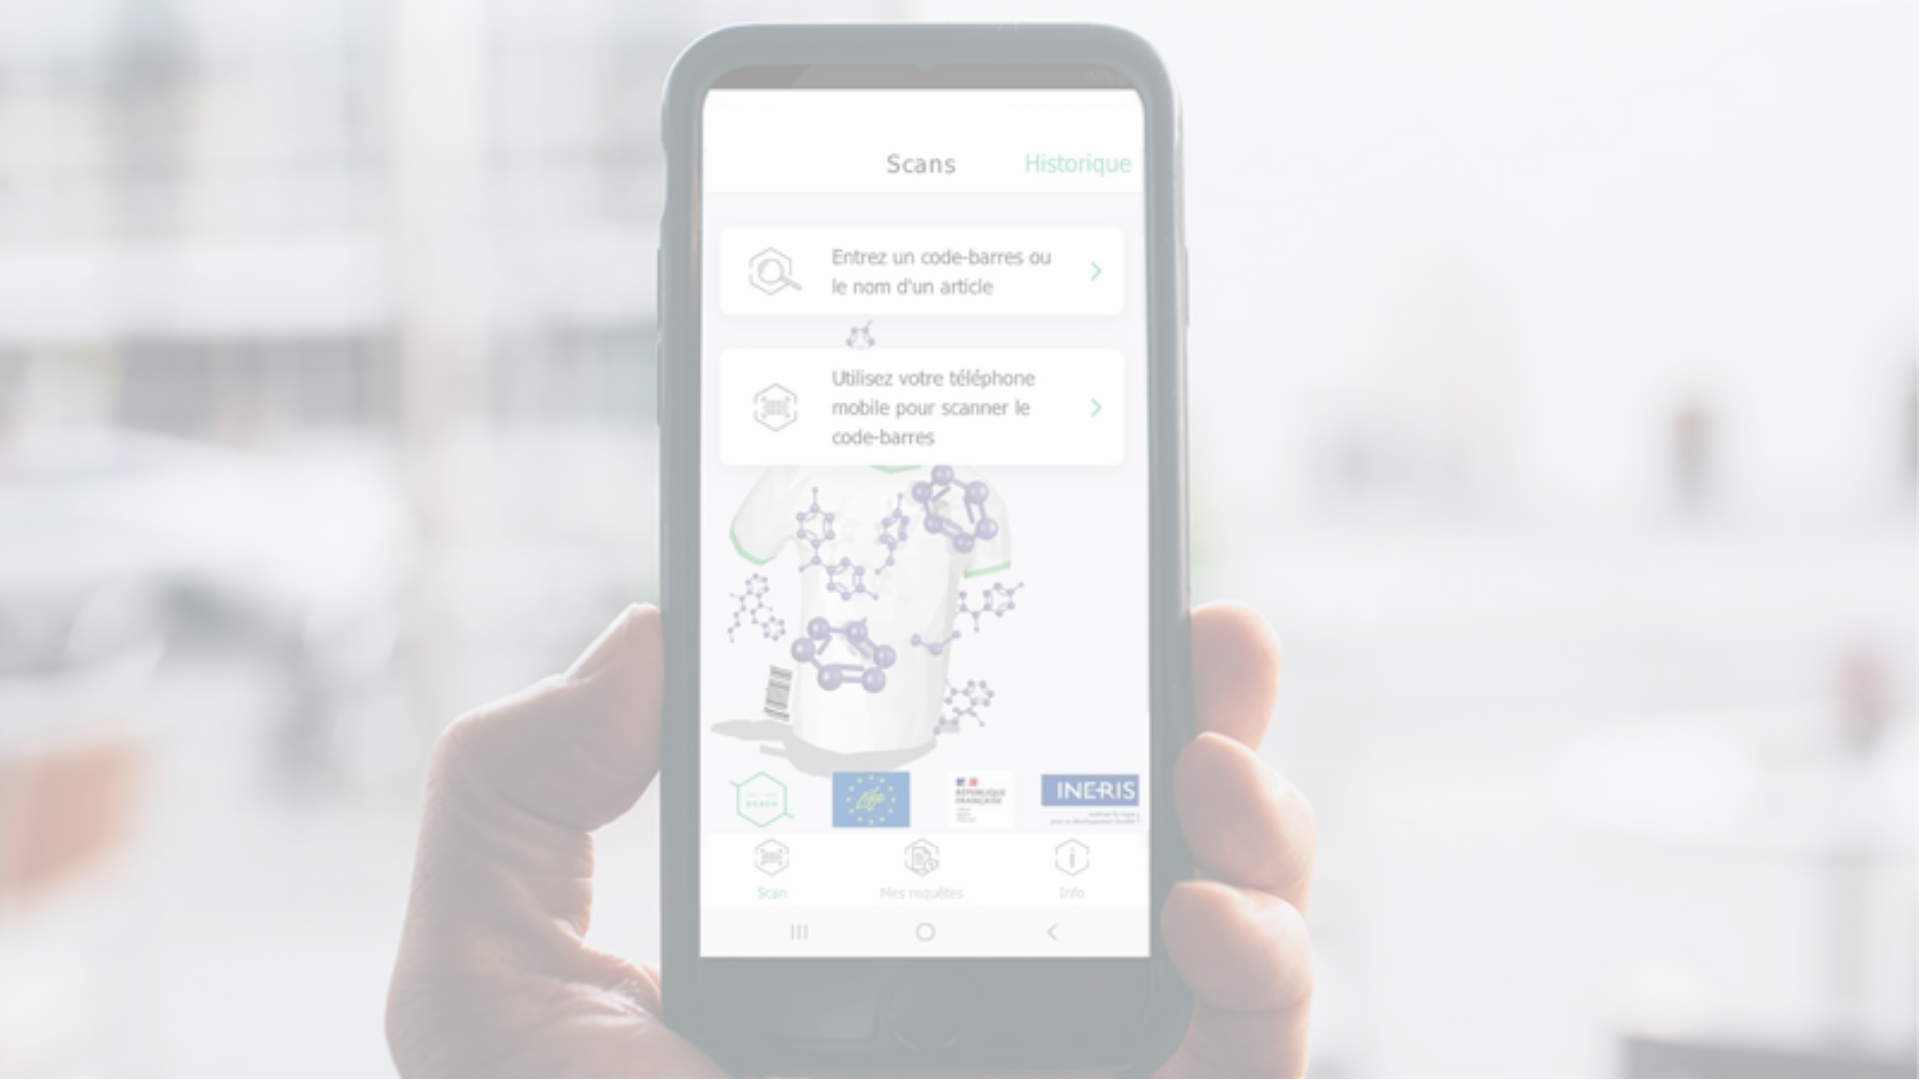 Scans
Historique
Entrez un code-barres ou
le nom d'un article
Utilisez votre téléphone
mobile pour scanner le
code-barres
REACH
Life
RÉPUBLIQUE
FRANÇAISE
INERIS
Scan
Mes requêtes
Info